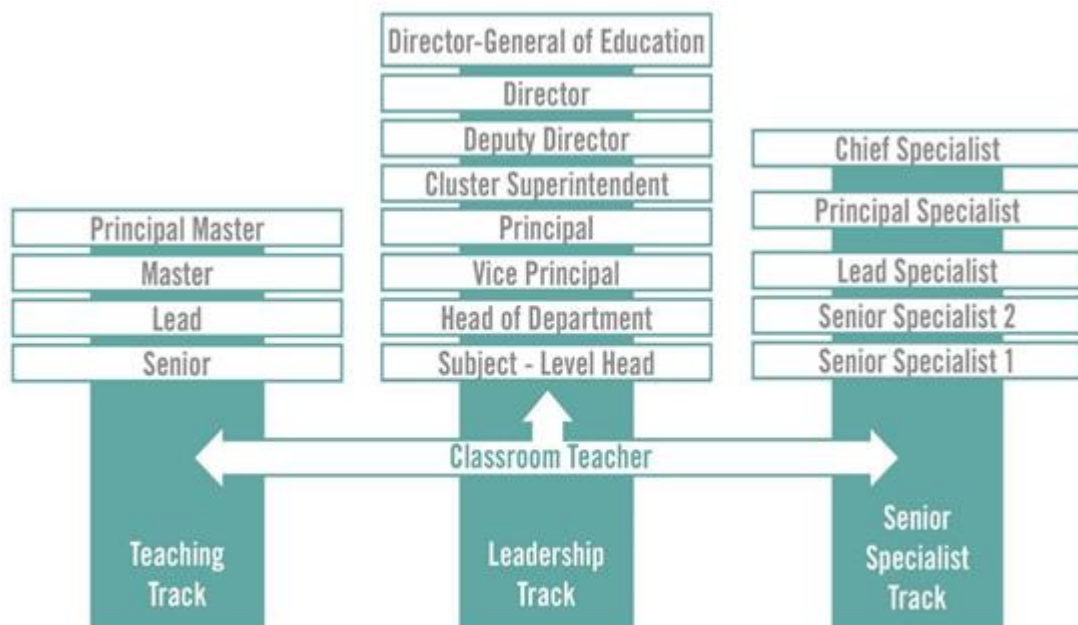 Director-General of Education
Director
Deputy Director
Cluster Superintendent
Principal
Vice Principal
Head of Department
Subject - Level Head
Principal Master
Master
Lead
Senior
Chief Specialist
Principal Specialist
Lead Specialist
Senior Specialist 2
Senior Specialist 1
Classroom Teacher
Teaching
Track
Leadership
Track
Senior
Specialist
Track